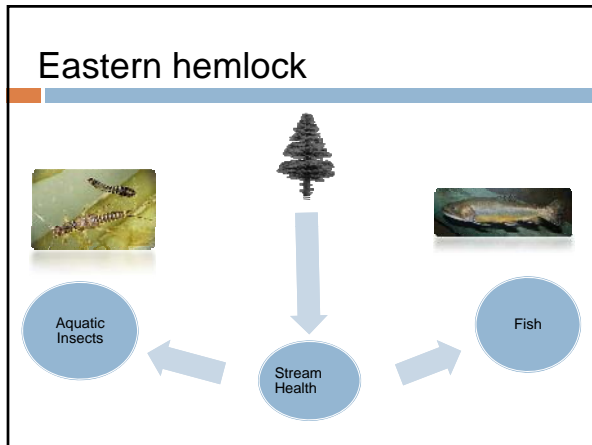 Eastern hemlock
Aquatic
Insects
Stream
Health
Fish